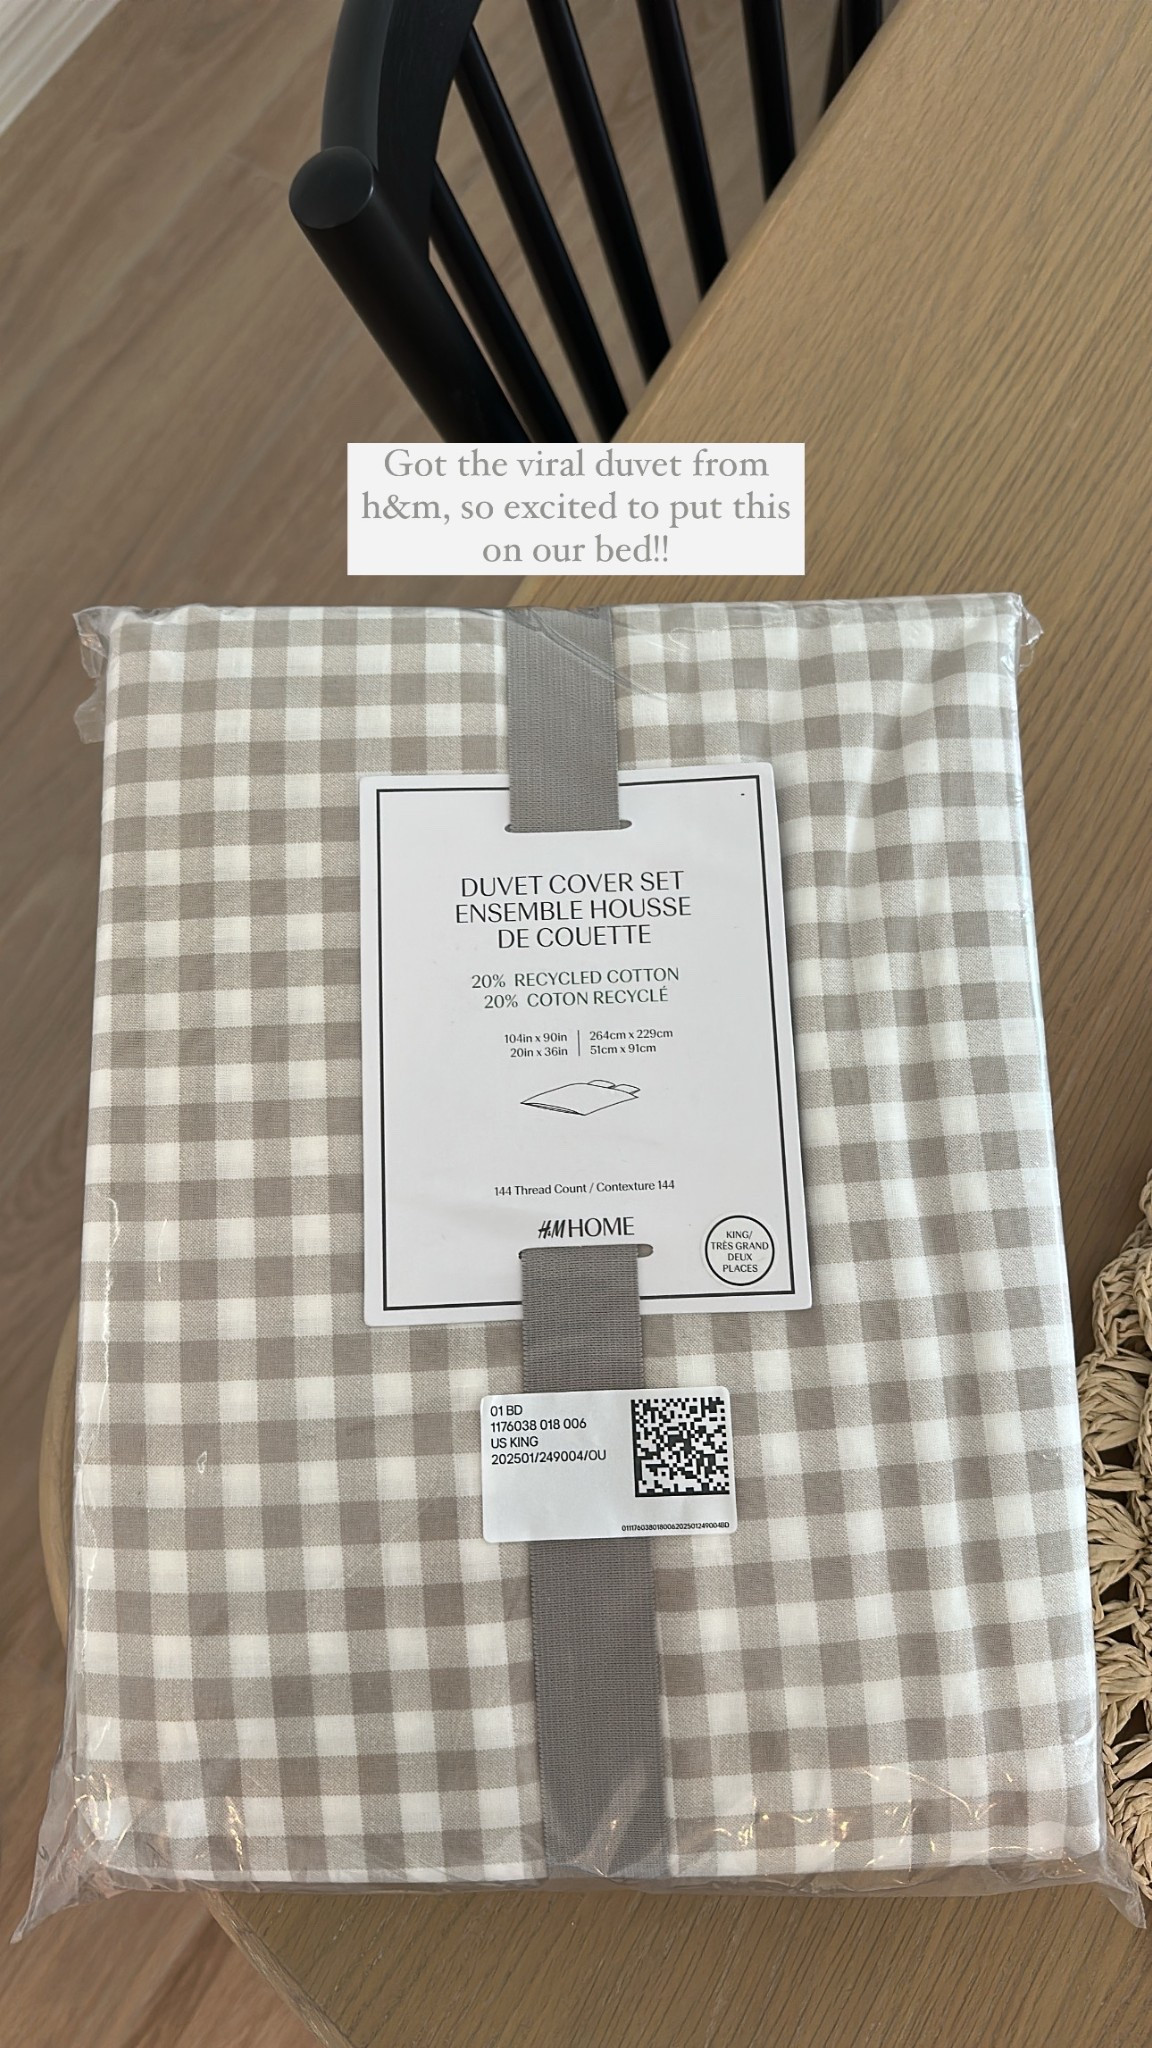 Got the viral duvet from
h&m, so excited to put this
on our bed!!
DUVET COVER SET
ENSEMBLE HOUSSE
DE COUETTE
20% RECYCLED COTTON
20% COTON RECYCLÉ
104in x 90in | 264cm x 229cm
20in x 36in | 51cm x 91cm
144 Thread Count / Contexture 144
H&M HOME
KING/
TRÈS GRAND
DEUX
PLACES
01 BD
1176038 018 006
US KING
202501/249004/OU
011176038018006202501249004BD